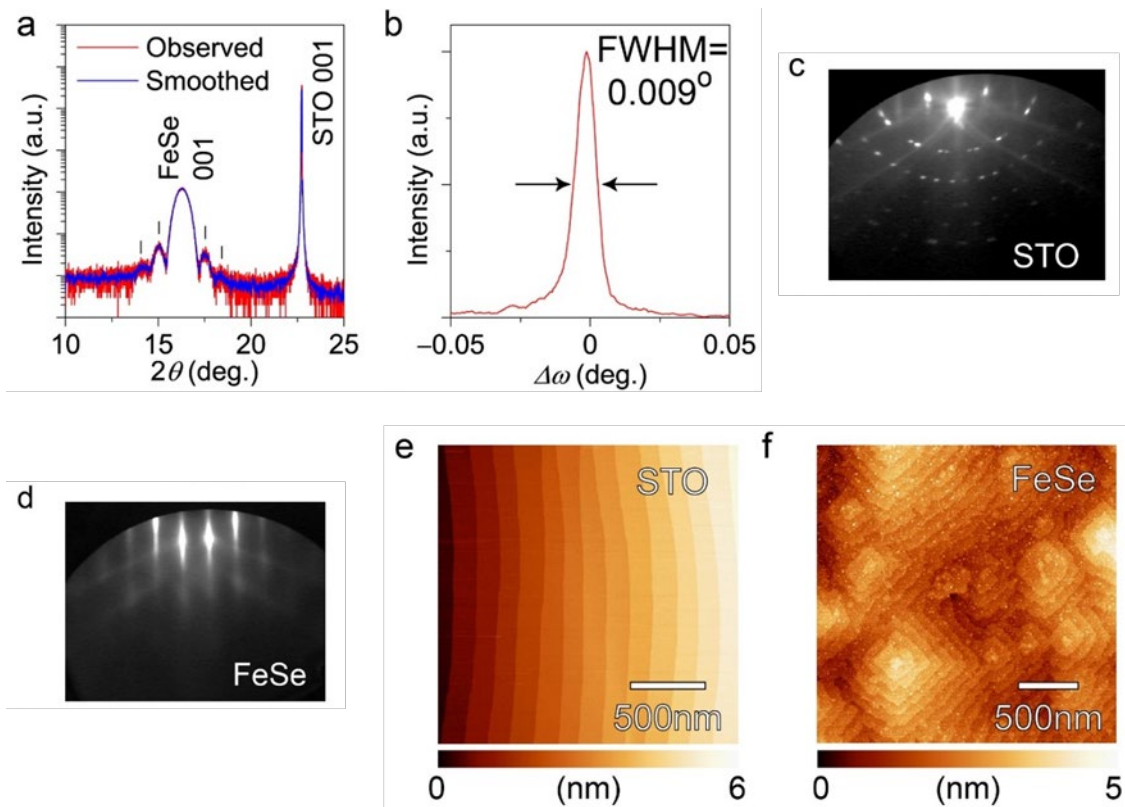 a
Observed
Smoothed
FeSe
001
STO 001
Intensity (a.u.)
10 15 20 25
2θ (deg.)
b
FWHM=
0.009°
Intensity (a.u.)
−0.05 0 0.05
Δω (deg.)
c
STO
d
FeSe
e
STO
500nm
0 (nm) 6
f
FeSe
500nm
0 (nm) 5